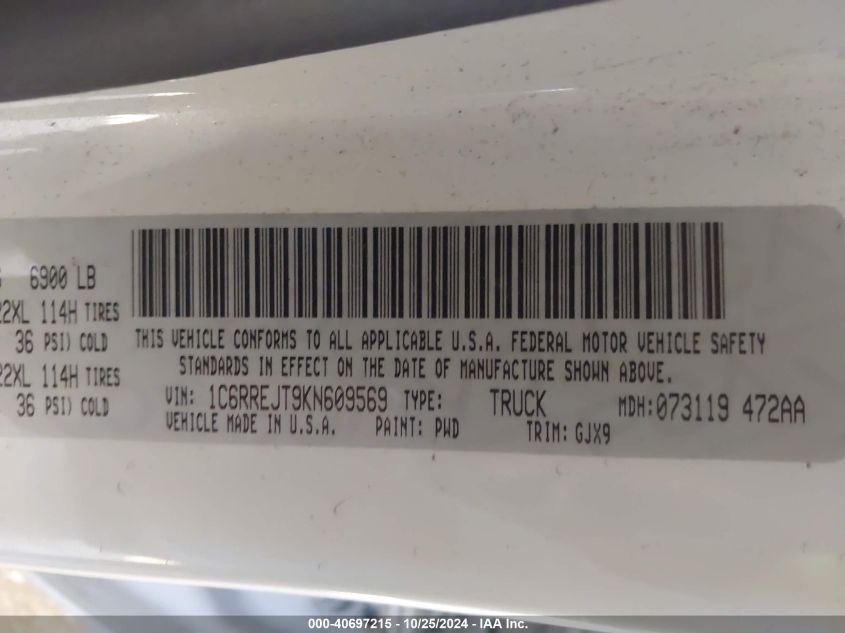 6900 LB
22XL 114H TIRES
36 PSI) COLD
22XL 114H TIRES
36 PSI) COLD
THIS VEHICLE CONFORMS TO ALL APPLICABLE U.S.A. FEDERAL MOTOR VEHICLE SAFETY
STANDARDS IN EFFECT ON THE DATE OF MANUFACTURE SHOWN ABOVE.
VIN: 1C6RREJT9KN609569 TYPE: TRUCK MDH:073119 472AA
VEHICLE MADE IN U.S.A. PAINT: PWD TRIM: GJX9
000-40697215 - 10/25/2024 - IAA Inc.